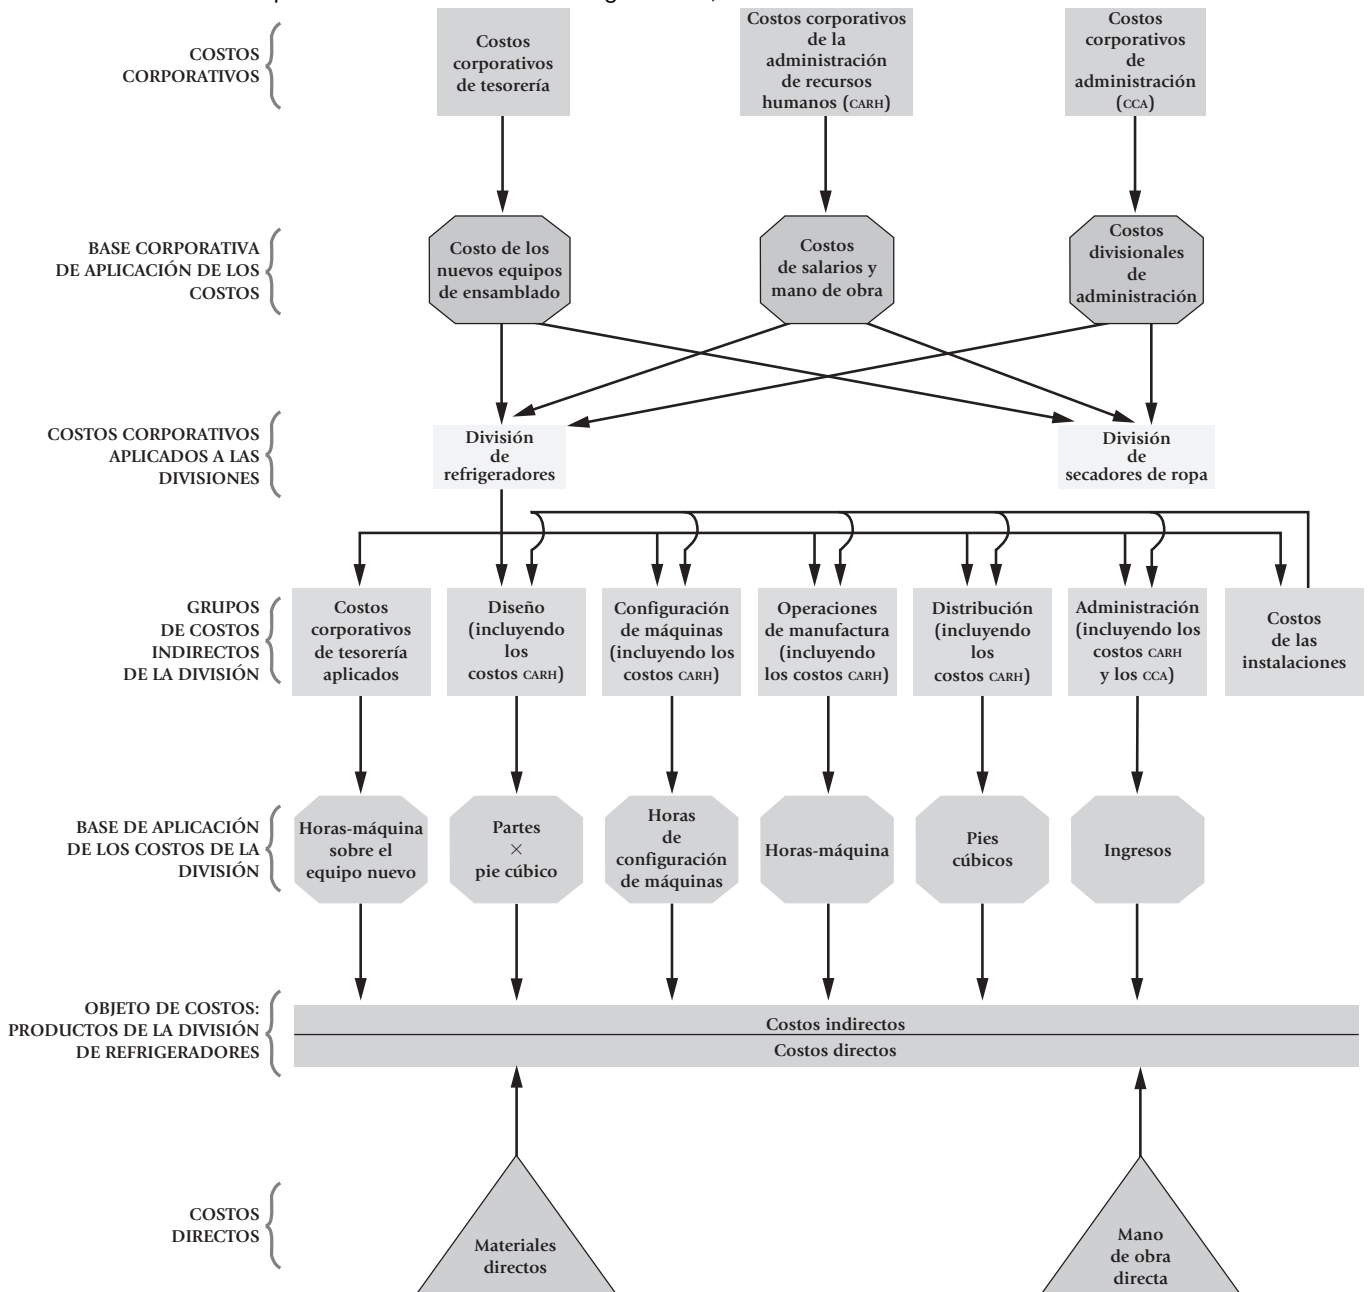 COSTOS
CORPORATIVOS
Costos
corporativos
de tesorería
Costos corporativos
de la
administración
de recursos
humanos (CARH)
Costos
corporativos
de
administración
(CCA)
BASE CORPORATIVA
DE APLICACIÓN DE LOS
COSTOS
Costo de los
nuevos equipos
de ensamblado
Costos
de salarios y
mano de obra
Costos
divisionales
de
administración
COSTOS CORPORATIVOS
APLICADOS A LAS
DIVISIONES
División
de
refrigeradores
División
de
secadores de ropa
GRUPOS
DE COSTOS
INDIRECTOS
DE LA DIVISIÓN
Costos
corporativos
de tesorería
aplicados
Diseño
(incluyendo
los
costos CARH)
Configuración
de máquinas
(incluyendo los
costos CARH)
Operaciones
de manufactura
(incluyendo
los costos CARH)
Distribución
(incluyendo
los
costos CARH)
Administración
(incluyendo los
costos CARH
y los CCA)
Costos
de las
instalaciones
BASE DE APLICACIÓN
DE LOS COSTOS DE LA
DIVISIÓN
Horas-máquina
sobre el
equipo nuevo
Partes
×
pie cúbico
Horas
de
configuración
de máquinas
Horas-máquina
Pies
cúbicos
Ingresos
OBJETO DE COSTOS:
PRODUCTOS DE LA DIVISIÓN
DE REFRIGERADORES
Costos indirectos
Costos directos
COSTOS
DIRECTOS
Materiales
directos
Mano
de obra
directa